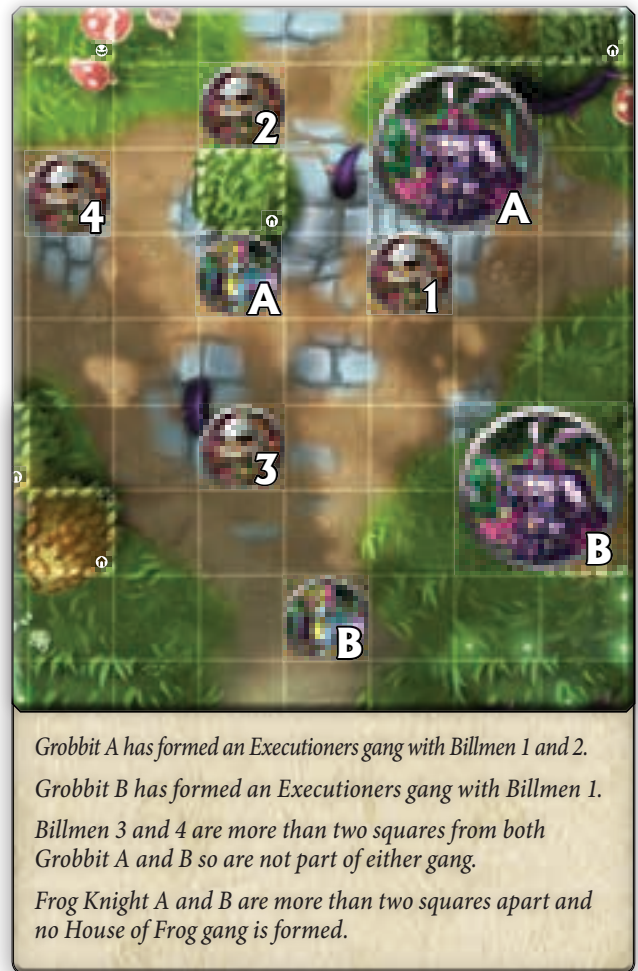 2
A
4
A
1
3
B
B
Grobbit A has formed an Executioners gang with Billmen 1 and 2.
Grobbit B has formed an Executioners gang with Billmen 1.
Billmen 3 and 4 are more than two squares from both
Grobbit A and B so are not part of either gang.
Frog Knight A and B are more than two squares apart and
no House of Frog gang is formed.